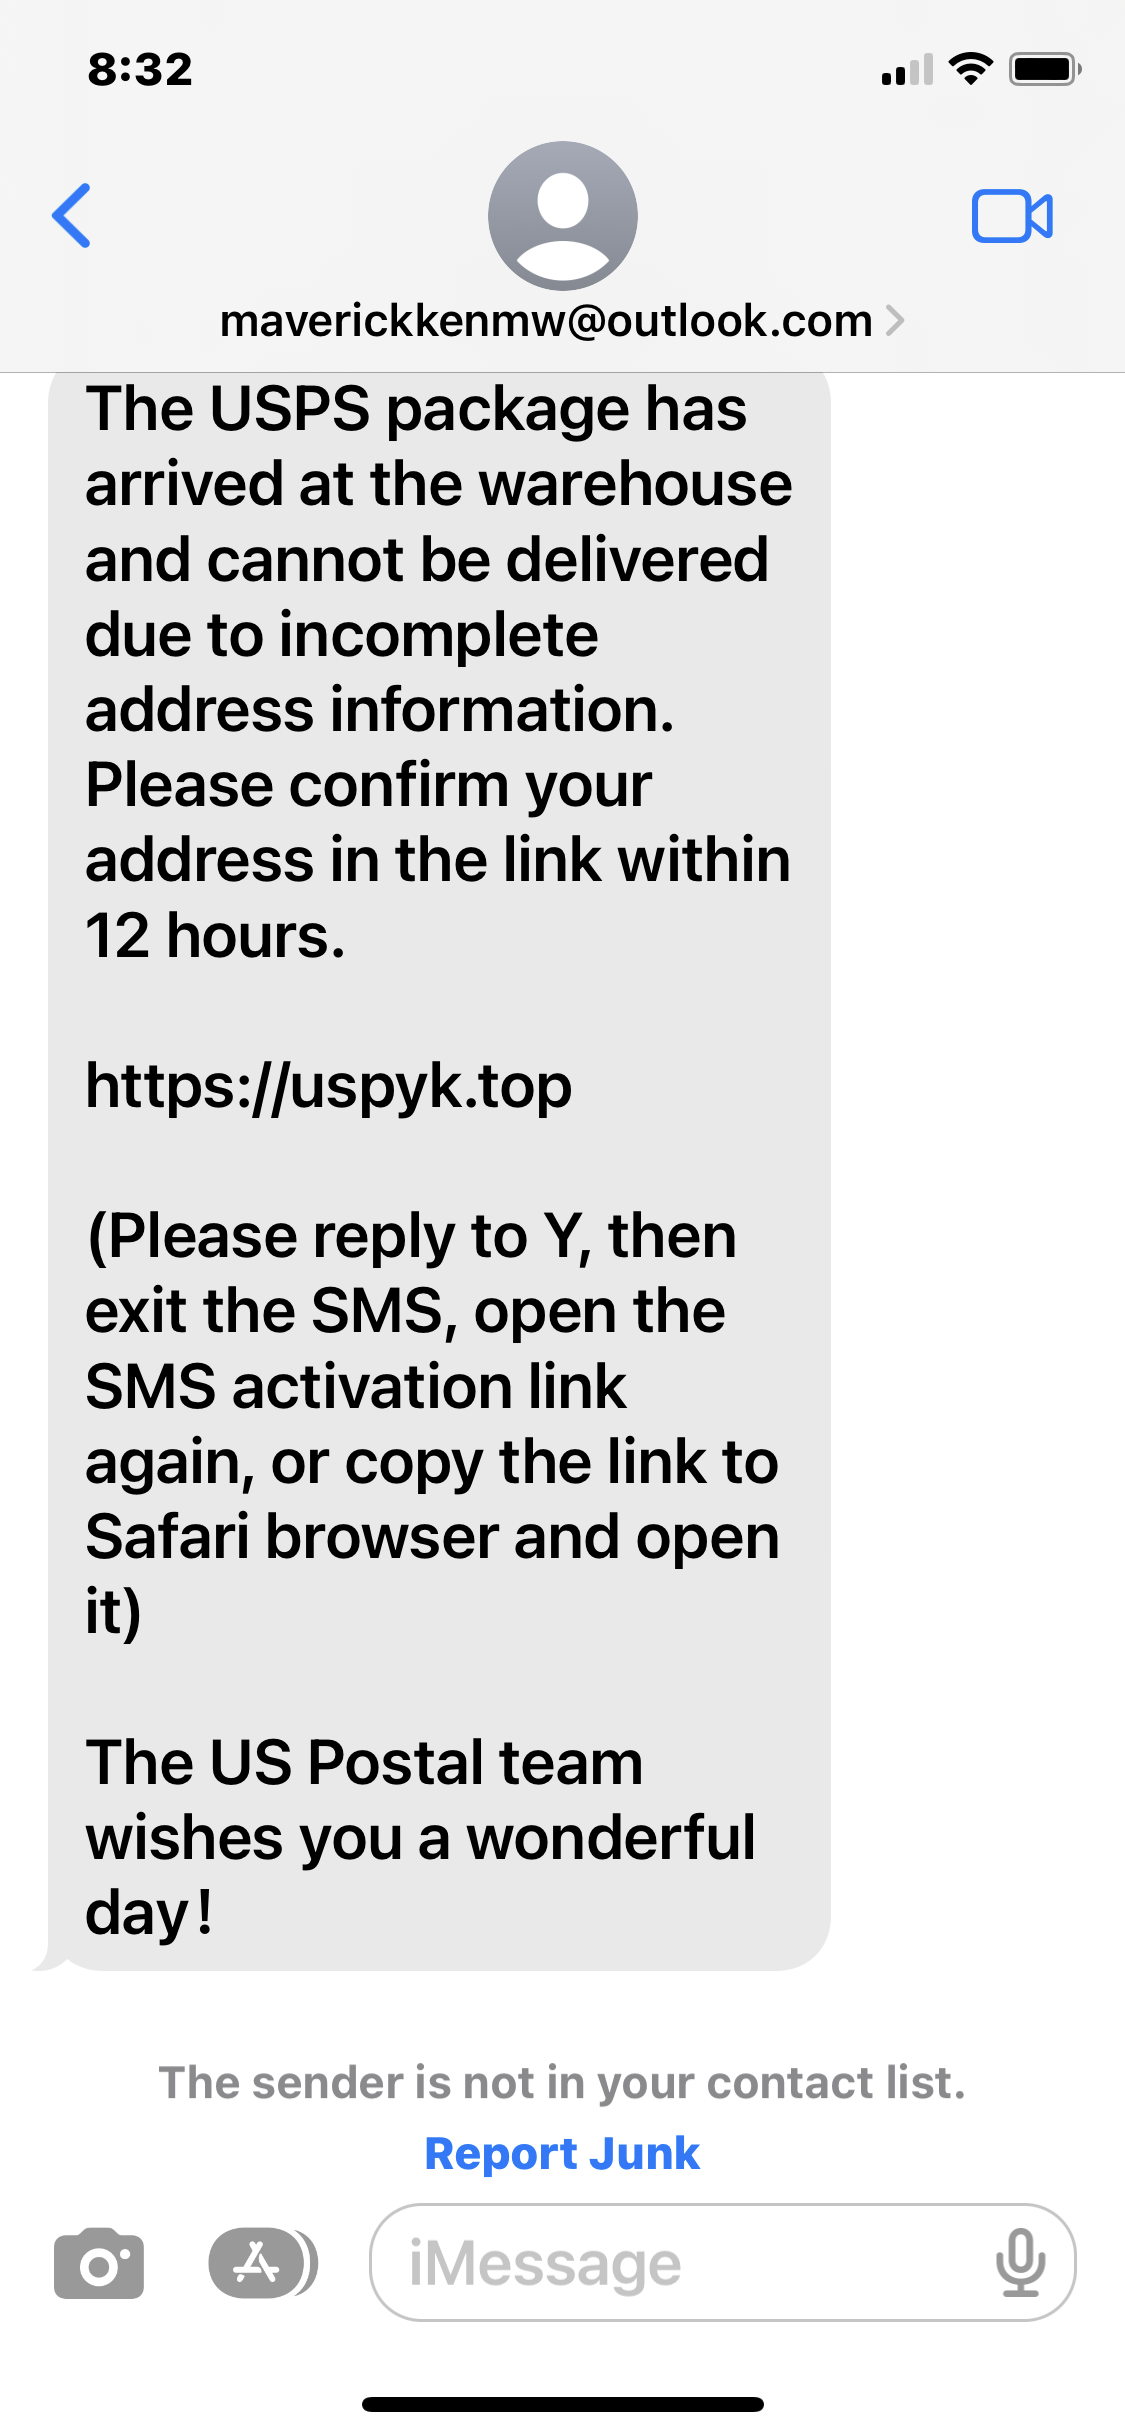 8:32
maverickkenmw@outlook.com
The USPS package has
arrived at the warehouse
and cannot be delivered
due to incomplete
address information.
Please confirm your
address in the link within
12 hours.
https://uspyk.top
(Please reply to Y, then
exit the SMS, open the
SMS activation link
again, or copy the link to
Safari browser and open
it)
The US Postal team
wishes you a wonderful
day!
The sender is not in your contact list.
Report Junk
iMessage